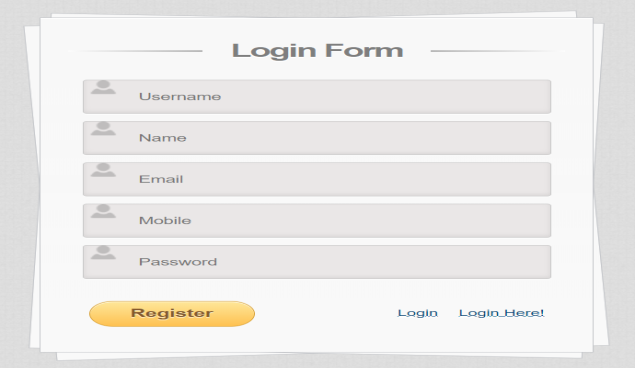 Login Form
Username
Name
Email
Mobile
Password
Register Login Login Here!